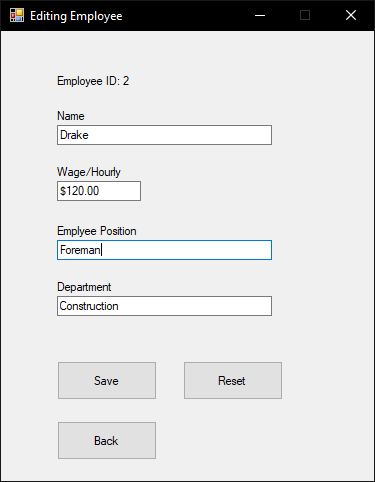 Editing Employee
Employee ID: 2
Name
Drake
Wage/Hourly
$120.00
Emplyee Position
Foreman
Department
Construction
Save Reset
Back